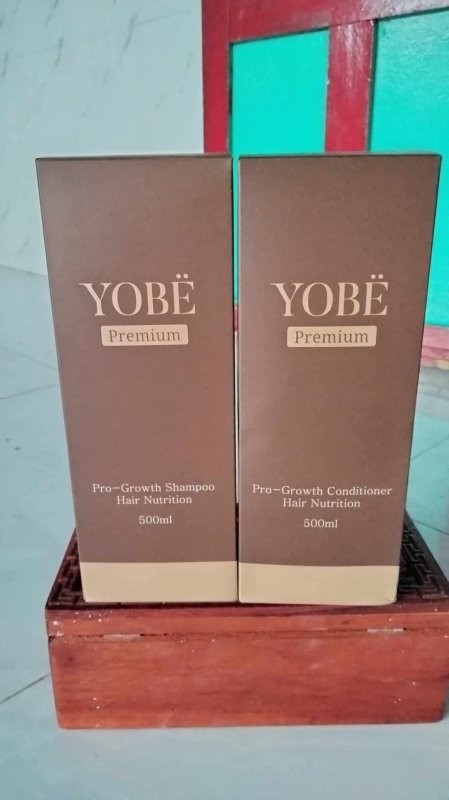 YOBË
Premium
Pro-Growth Shampoo
Hair Nutrition
500ml
YOBË
Premium
Pro-Growth Conditioner
Hair Nutrition
500ml